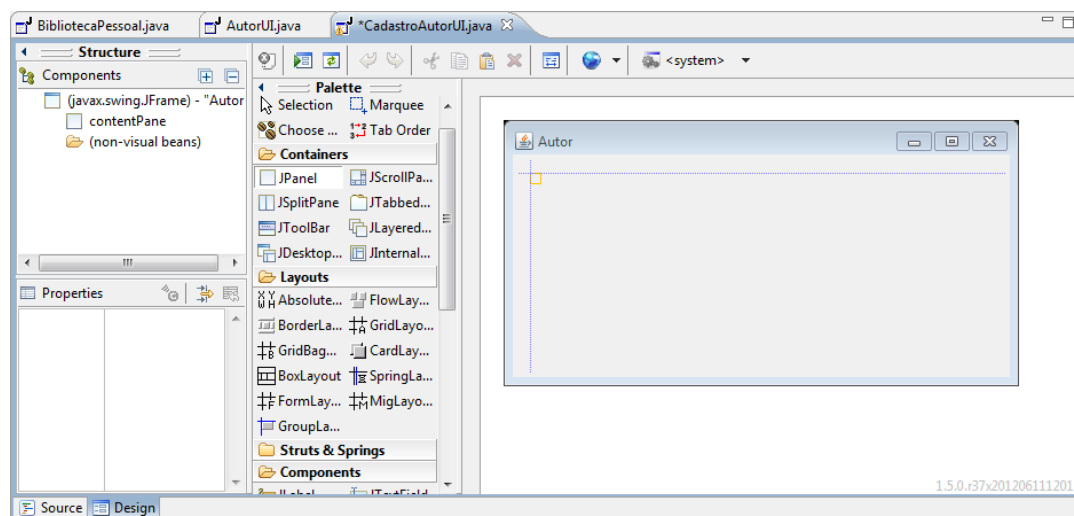 BibliotecaPessoal.java AutorUI.java *CadastroAutorUI.java
Structure
Components
(javax.swing.JFrame) - "Autor
contentPane
(non-visual beans)
Properties
<system>
Palette
Selection Marquee
Choose ... Tab Order
Containers
JPanel JScrollPa...
JSplitPane JTabbed...
JToolBar JLayered...
JDesktop... JInternal...
Layouts
Absolute... FlowLay...
BorderLa... GridLayo...
GridBag... CardLay...
BoxLayout SpringLa...
FormLay... MigLayo...
GroupLa...
Struts & Springs
Components
JLabel JTextField
Autor
1.5.0.r37x201206111201
Source Design